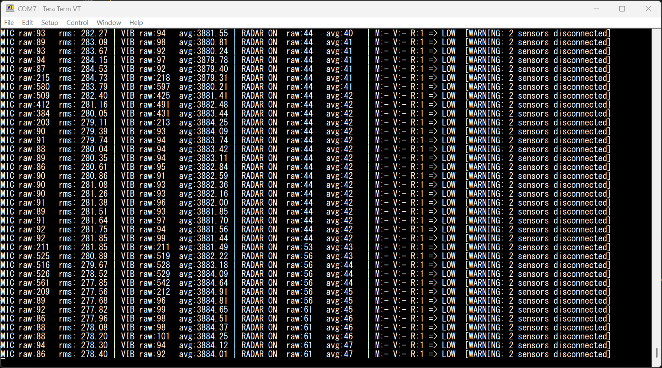 COM7 - Tera Term VT
File Edit Setup Control Window Help
MIC raw:93 rms: 282.27 | VIB raw:94 avg:3881.55 | RADAR ON raw:44 avg:40 | M:- V:- R:1 => LOW [WARNING: 2 sensors disconnected]
MIC raw:89 rms: 283.09 | VIB raw:98 avg:3880.81 | RADAR ON raw:44 avg:41 | M:- V:- R:1 => LOW [WARNING: 2 sensors disconnected]
MIC raw:93 rms: 283.67 | VIB raw:92 avg:3880.24 | RADAR ON raw:44 avg:41 | M:- V:- R:1 => LOW [WARNING: 2 sensors disconnected]
MIC raw:94 rms: 284.15 | VIB raw:97 avg:3879.78 | RADAR ON raw:44 avg:41 | M:- V:- R:1 => LOW [WARNING: 2 sensors disconnected]
MIC raw:87 rms: 284.53 | VIB raw:92 avg:3879.40 | RADAR ON raw:44 avg:41 | M:- V:- R:1 => LOW [WARNING: 2 sensors disconnected]
MIC raw:215 rms: 284.73 | VIB raw:218 avg:3879.31 | RADAR ON raw:44 avg:41 | M:- V:- R:1 => LOW [WARNING: 2 sensors disconnected]
MIC raw:580 rms: 283.79 | VIB raw:597 avg:3880.21 | RADAR ON raw:44 avg:41 | M:- V:- R:1 => LOW [WARNING: 2 sensors disconnected]
MIC raw:509 rms: 282.40 | VIB raw:426 avg:3881.41 | RADAR ON raw:44 avg:41 | M:- V:- R:1 => LOW [WARNING: 2 sensors disconnected]
MIC raw:412 rms: 281.16 | VIB raw:491 avg:3882.48 | RADAR ON raw:44 avg:42 | M:- V:- R:1 => LOW [WARNING: 2 sensors disconnected]
MIC raw:384 rms: 280.05 | VIB raw:431 avg:3883.44 | RADAR ON raw:44 avg:42 | M:- V:- R:1 => LOW [WARNING: 2 sensors disconnected]
MIC raw:203 rms: 279.11 | VIB raw:213 avg:3884.25 | RADAR ON raw:44 avg:42 | M:- V:- R:1 => LOW [WARNING: 2 sensors disconnected]
MIC raw:90 rms: 279.39 | VIB raw:93 avg:3884.09 | RADAR ON raw:44 avg:42 | M:- V:- R:1 => LOW [WARNING: 2 sensors disconnected]
MIC raw:91 rms: 279.74 | VIB raw:94 avg:3883.74 | RADAR ON raw:44 avg:42 | M:- V:- R:1 => LOW [WARNING: 2 sensors disconnected]
MIC raw:88 rms: 280.04 | VIB raw:92 avg:3883.42 | RADAR ON raw:44 avg:42 | M:- V:- R:1 => LOW [WARNING: 2 sensors disconnected]
MIC raw:89 rms: 280.35 | VIB raw:94 avg:3883.11 | RADAR ON raw:44 avg:42 | M:- V:- R:1 => LOW [WARNING: 2 sensors disconnected]
MIC raw:86 rms: 280.61 | VIB raw:95 avg:3882.84 | RADAR ON raw:44 avg:42 | M:- V:- R:1 => LOW [WARNING: 2 sensors disconnected]
MIC raw:90 rms: 280.86 | VIB raw:91 avg:3882.59 | RADAR ON raw:44 avg:42 | M:- V:- R:1 => LOW [WARNING: 2 sensors disconnected]
MIC raw:90 rms: 281.08 | VIB raw:93 avg:3882.36 | RADAR ON raw:44 avg:42 | M:- V:- R:1 => LOW [WARNING: 2 sensors disconnected]
MIC raw:90 rms: 281.26 | VIB raw:93 avg:3882.16 | RADAR ON raw:44 avg:42 | M:- V:- R:1 => LOW [WARNING: 2 sensors disconnected]
MIC raw:91 rms: 281.38 | VIB raw:96 avg:3882.00 | RADAR ON raw:44 avg:42 | M:- V:- R:1 => LOW [WARNING: 2 sensors disconnected]
MIC raw:89 rms: 281.51 | VIB raw:93 avg:3881.85 | RADAR ON raw:44 avg:42 | M:- V:- R:1 => LOW [WARNING: 2 sensors disconnected]
MIC raw:91 rms: 281.64 | VIB raw:97 avg:3881.70 | RADAR ON raw:44 avg:42 | M:- V:- R:1 => LOW [WARNING: 2 sensors disconnected]
MIC raw:92 rms: 281.75 | VIB raw:94 avg:3881.56 | RADAR ON raw:44 avg:42 | M:- V:- R:1 => LOW [WARNING: 2 sensors disconnected]
MIC raw:92 rms: 281.85 | VIB raw:99 avg:3881.44 | RADAR ON raw:44 avg:42 | M:- V:- R:1 => LOW [WARNING: 2 sensors disconnected]
MIC raw:211 rms: 281.85 | VIB raw:211 avg:3881.49 | RADAR ON raw:53 avg:43 | M:- V:- R:1 => LOW [WARNING: 2 sensors disconnected]
MIC raw:525 rms: 280.89 | VIB raw:519 avg:3882.22 | RADAR ON raw:56 avg:43 | M:- V:- R:1 => LOW [WARNING: 2 sensors disconnected]
MIC raw:516 rms: 279.67 | VIB raw:528 avg:3883.18 | RADAR ON raw:56 avg:44 | M:- V:- R:1 => LOW [WARNING: 2 sensors disconnected]
MIC raw:526 rms: 278.52 | VIB raw:529 avg:3884.09 | RADAR ON raw:56 avg:44 | M:- V:- R:1 => LOW [WARNING: 2 sensors disconnected]
MIC raw:561 rms: 277.85 | VIB raw:542 avg:3884.64 | RADAR ON raw:56 avg:44 | M:- V:- R:1 => LOW [WARNING: 2 sensors disconnected]
MIC raw:209 rms: 277.56 | VIB raw:212 avg:3884.91 | RADAR ON raw:56 avg:45 | M:- V:- R:1 => LOW [WARNING: 2 sensors disconnected]
MIC raw:89 rms: 277.68 | VIB raw:96 avg:3884.81 | RADAR ON raw:56 avg:45 | M:- V:- R:1 => LOW [WARNING: 2 sensors disconnected]
MIC raw:92 rms: 277.82 | VIB raw:99 avg:3884.65 | RADAR ON raw:61 avg:45 | M:- V:- R:1 => LOW [WARNING: 2 sensors disconnected]
MIC raw:86 rms: 277.96 | VIB raw:98 avg:3884.51 | RADAR ON raw:61 avg:46 | M:- V:- R:1 => LOW [WARNING: 2 sensors disconnected]
MIC raw:88 rms: 278.08 | VIB raw:98 avg:3884.37 | RADAR ON raw:61 avg:46 | M:- V:- R:1 => LOW [WARNING: 2 sensors disconnected]
MIC raw:88 rms: 278.20 | VIB raw:101 avg:3884.25 | RADAR ON raw:61 avg:46 | M:- V:- R:1 => LOW [WARNING: 2 sensors disconnected]
MIC raw:94 rms: 278.30 | VIB raw:94 avg:3884.12 | RADAR ON raw:61 avg:47 | M:- V:- R:1 => LOW [WARNING: 2 sensors disconnected]
MIC raw:86 rms: 278.40 | VIB raw:92 avg:3884.01 | RADAR ON raw:61 avg:47 | M:- V:- R:1 => LOW [WARNING: 2 sensors disconnected]